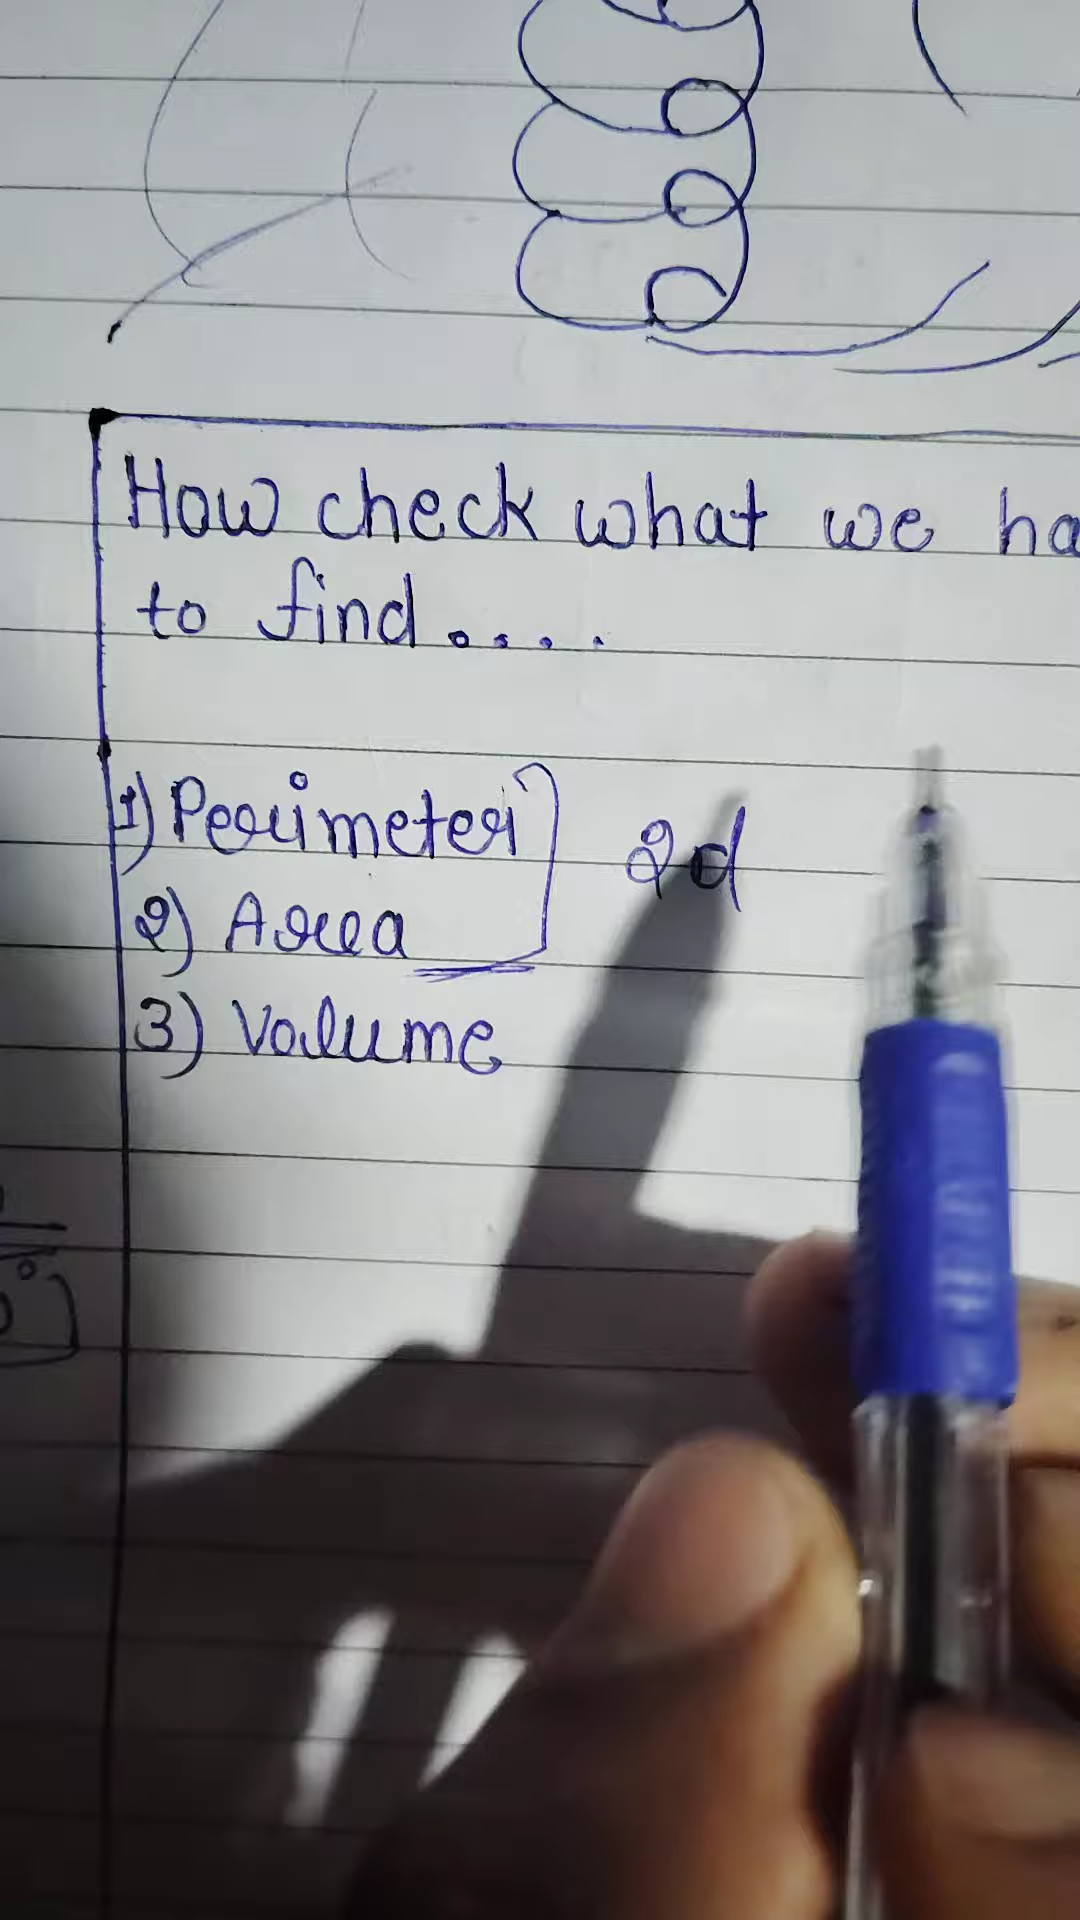 How check what we ha
to find....
1) Perimeter
2) Area
2d
3) Volume